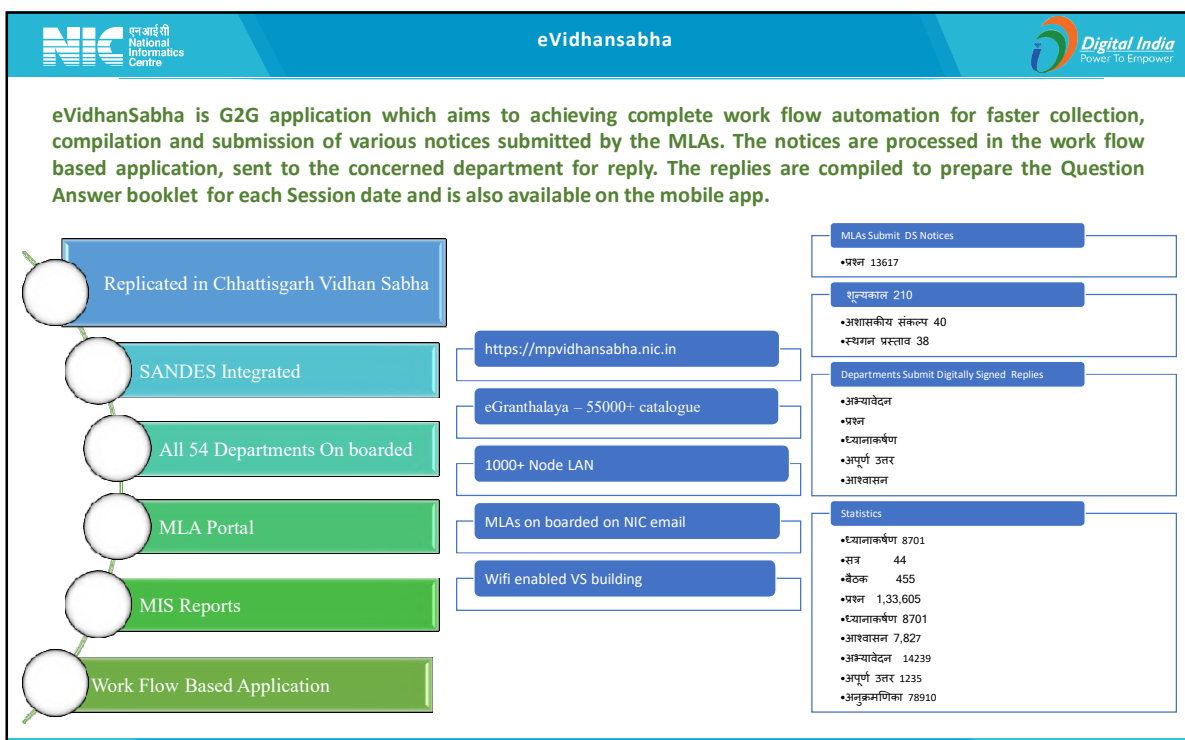 NIC
एन आई सी
National
Informatics
Centre
eVidhansabha
Digital India
Power To Empower
eVidhanSabha is G2G application which aims to achieving complete work flow automation for faster collection,
compilation and submission of various notices submitted by the MLAs. The notices are processed in the work flow
based application, sent to the concerned department for reply. The replies are compiled to prepare the Question
Answer booklet for each Session date and is also available on the mobile app.
Replicated in Chhattisgarh Vidhan Sabha
SANDES Integrated
All 54 Departments On boarded
MLA Portal
MIS Reports
Work Flow Based Application
https://mpvidhansabha.nic.in
eGranthalaya – 55000+ catalogue
1000+ Node LAN
MLAs on boarded on NIC email
Wifi enabled VS building
MLAs Submit DS Notices
•प्रश्न 13617
शून्यकाल 210
•अशासकीय संकल्प 40
•स्थगन प्रस्ताव 38
Departments Submit Digitally Signed Replies
•अभ्यावेदन
•प्रश्न
•ध्यानाकर्षण
•अपूर्ण उत्तर
•आश्वासन
Statistics
•ध्यानाकर्षण 8701
•सत्र 44
•बैठक 455
•प्रश्न 1,33,605
•ध्यानाकर्षण 8701
•आश्वासन 7,827
•अभ्यावेदन 14239
•अपूर्ण उत्तर 1235
•अनुक्रमणिका 78910